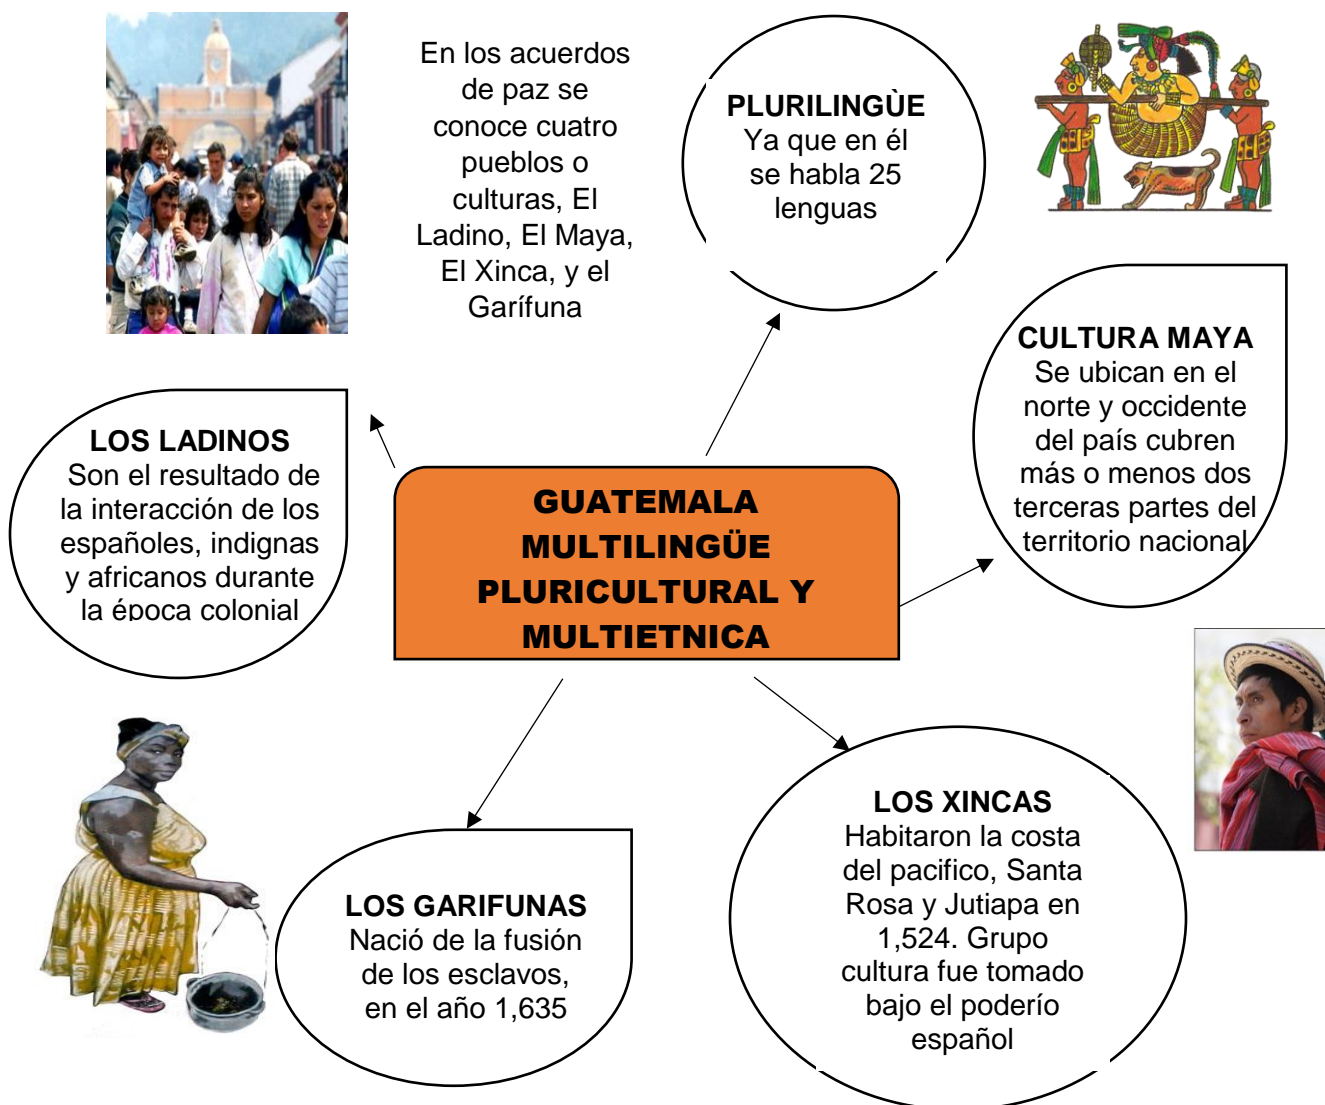 En los acuerdos
de paz se
conoce cuatro
pueblos o
culturas, El
Ladino, El Maya,
El Xinca, y el
Garífuna
PLURILINGÙE
Ya que en él
se habla 25
lenguas
CULTURA MAYA
Se ubican en el
norte y occidente
del país cubren
más o menos dos
terceras partes del
territorio nacional
LOS LADINOS
Son el resultado de
la interacción de los
españoles, indignas
y africanos durante
la época colonial
GUATEMALA
MULTILINGÜE
PLURICULTURAL Y
MULTIETNICA
LOS GARIFUNAS
Nació de la fusión
de los esclavos,
en el año 1,635
LOS XINCAS
Habitaron la costa
del pacifico, Santa
Rosa y Jutiapa en
1,524. Grupo
cultura fue tomado
bajo el poderío
español